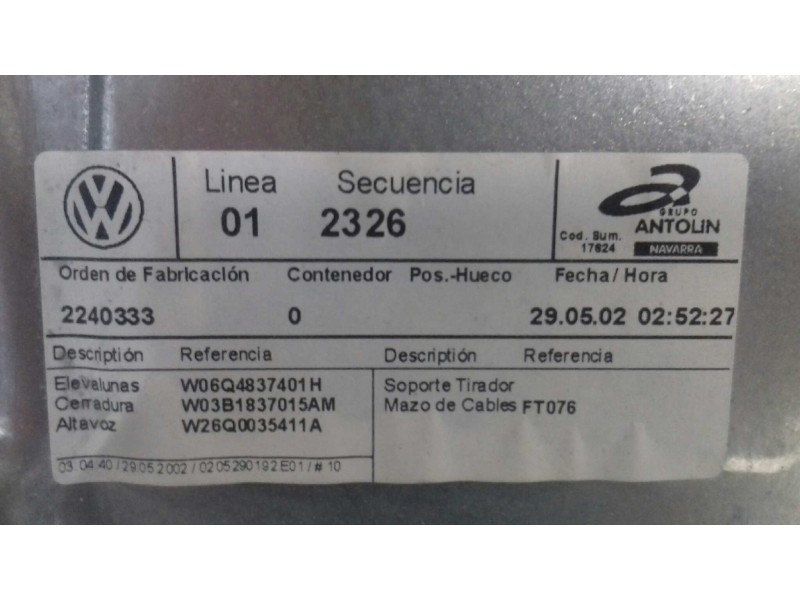 Linea Secuencia
01 2326
GRUPO
ANTOLIN
NAVARRA
Cod. Sum.
17624
Orden de Fabricación Contenedor Pos.-Hueco Fecha/ Hora
2240333 0 29.05.02 02:52:27
Descriptión Referencia Descriptión Referencia
Elevalunas W06Q4837401H Soporte Tirador
Cerradura W03B1837015AM Mazo de Cables FT076
Altavoz W26Q0035411A
03 04:40 / 29.05.2002 / 0205290192E01 / # 10